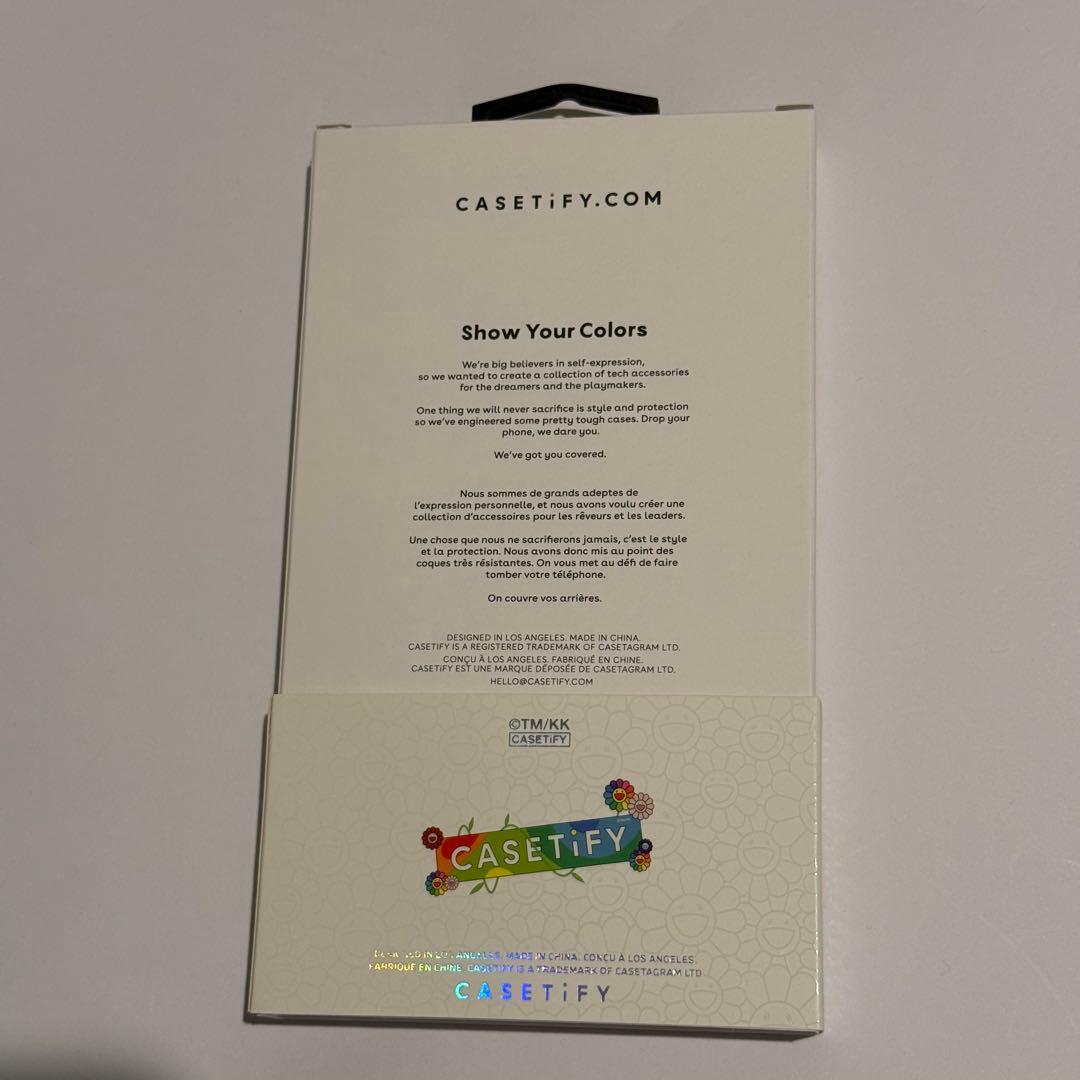 CASETiFY.COM
Show Your Colors
We're big believers in self-expression,
so we wanted to create a collection of tech accessories
for the dreamers and the playmakers.
One thing we will never sacrifice is style and protection
so we've engineered some pretty tough cases. Drop your
phone, we dare you.
We've got you covered.
Nous sommes de grands adeptes de
l'expression personnelle, et nous avons voulu créer une
collection d'accessoires pour les rêveurs et les leaders.
Une chose que nous ne sacrifierons jamais, c'est le style
et la protection. Nous avons donc mis au point des
coques très résistantes. On vous met au défi de faire
tomber votre téléphone.
On couvre vos arrières.
DESIGNED IN LOS ANGELES. MADE IN CHINA.
CASETIFY IS A REGISTERED TRADEMARK OF CASETAGRAM LTD.
CONÇU À LOS ANGELES. FABRIQUÉ EN CHINE.
CASETiFY EST UNE MARQUE DÉPOSÉE DE CASETAGRAM LTD.
HELLO@CASETIFY.COM
©TM/KK
CASETiFY
CASETiFY
DESIGNED IN LOS ANGELES. MADE IN CHINA. CONÇU À LOS ANGELES.
FABRIQUÉ EN CHINE. CASETIFY IS A TRADEMARK OF CASETAGRAM LTD
CASETiFY